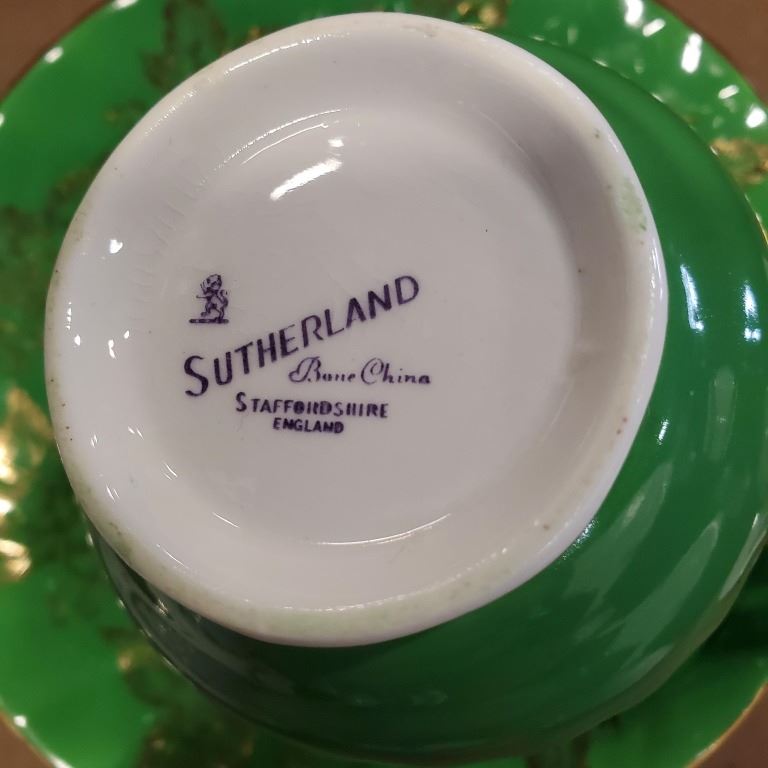 SUTHERLAND
Bone China
STAFFORDSHIRE
ENGLAND